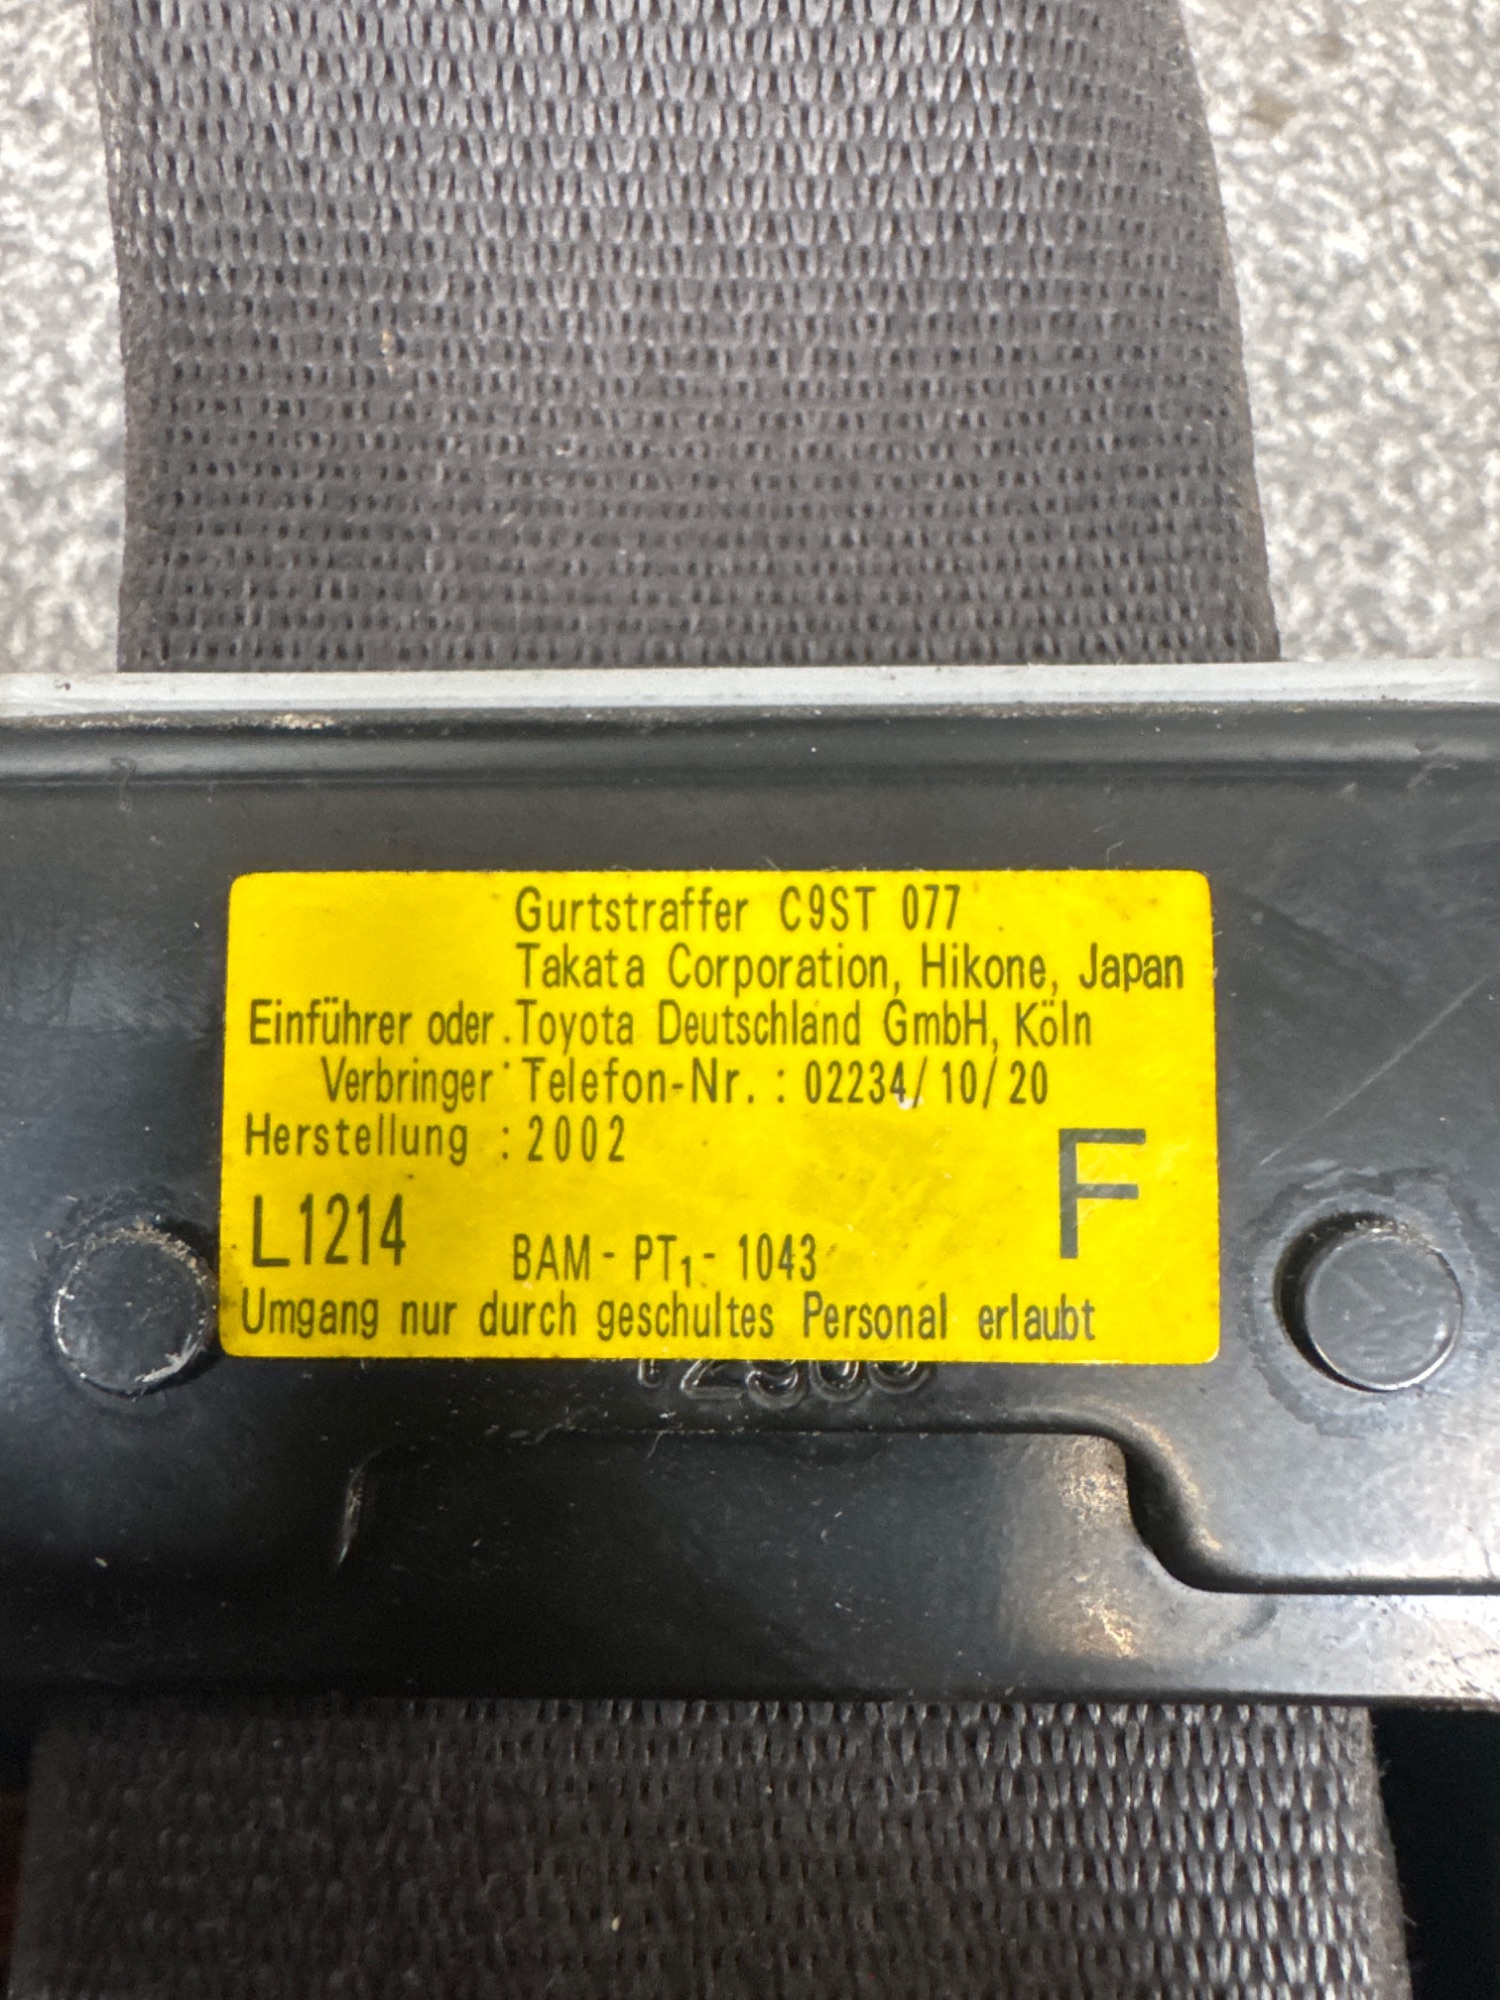 Gurtstraffer C9ST 077
Takata Corporation, Hikone, Japan
Einführer oder Toyota Deutschland GmbH, Köln
Verbringer : Telefon-Nr. : 02234/10/20
Herstellung : 2002
F
L1214 BAM - PT₁ - 1043
Umgang nur durch geschultes Personal erlaubt